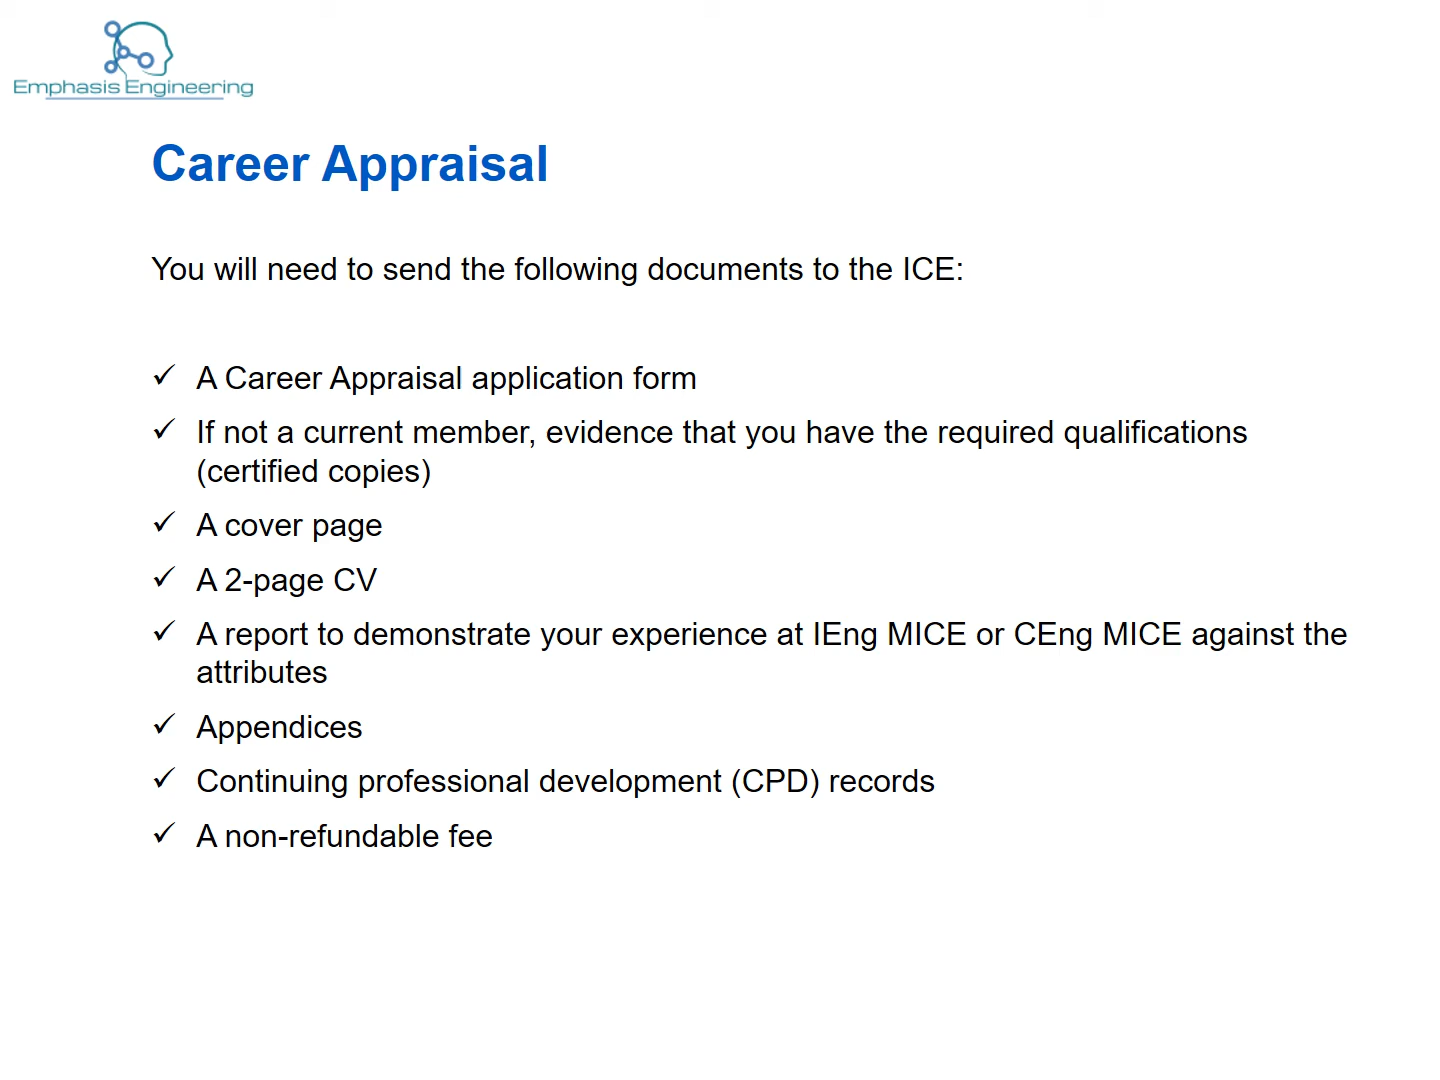 Emphasis Engineering
Career Appraisal
You will need to send the following documents to the ICE:
✓ A Career Appraisal application form
✓ If not a current member, evidence that you have the required qualifications
(certified copies)
✓ A cover page
✓ A 2-page CV
✓ A report to demonstrate your experience at IEng MICE or CEng MICE against the
attributes
✓ Appendices
✓ Continuing professional development (CPD) records
✓ A non-refundable fee